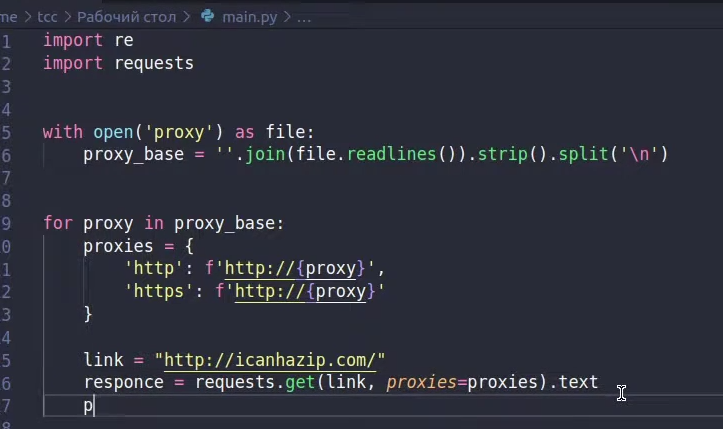 me > tcc > Рабочий стол > main.py > ...
1 import re
2 import requests
3
4
5 with open('proxy') as file:
6 proxy_base = ''.join(file.readlines()).strip().split('\n')
7
8
9 for proxy in proxy_base:
0 proxies = {
1 'http': f'http://{proxy}',
2 'https': f'http://{proxy}'
3 }
4
5 link = "http://icanhazip.com/"
6 responce = requests.get(link, proxies=proxies).text
7 p
8